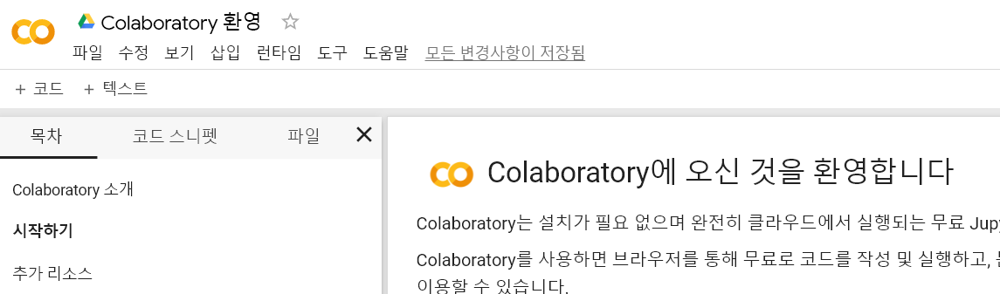 Colaboratory 환영
파일 수정 보기 삽입 런타임 도구 도움말 모든 변경사항이 저장됨
+ 코드 + 텍스트
목차 코드 스니펫 파일
Colaboratory 소개
시작하기
추가 리소스
Colaboratory에 오신 것을 환영합니다
Colaboratory는 설치가 필요 없으며 완전히 클라우드에서 실행되는 무료
Colaboratory를 사용하면 브라우저를 통해 무료로 코드를 작성 및 실행하고,
이용할 수 있습니다.